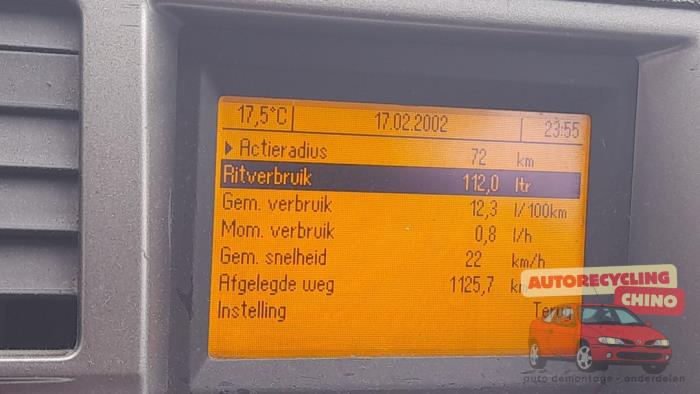 17,5°C 17.02.2002 23:55
Actieradius 72 km
Ritverbruik 112,0 ltr
Gem. verbruik 12,3 l/100km
Mom. verbruik 0,8 l/h
Gem. snelheid 22 km/h
Afgelegde weg 1125,7
Instelling Terug
AUTORECYCLING
CHINO
auto demontage - onderdelen